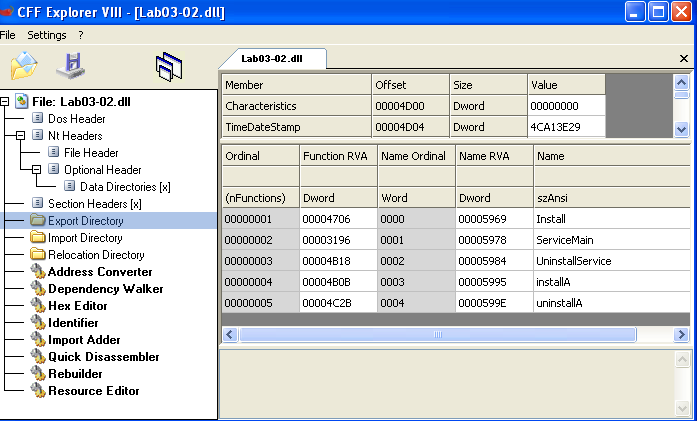 CFF Explorer VIII - [Lab03-02.dll]
File Settings ?
Lab03-02.dll
File: Lab03-02.dll
Dos Header
Nt Headers
File Header
Optional Header
Data Directories [x]
Section Headers [x]
Export Directory
Import Directory
Relocation Directory
Address Converter
Dependency Walker
Hex Editor
Identifier
Import Adder
Quick Disassembler
Rebuilder
Resource Editor
Member Offset Size Value
Characteristics 00004D00 Dword 00000000
TimeDateStamp 00004D04 Dword 4CA13E29
Ordinal Function RVA Name Ordinal Name RVA Name
(nFunctions) Dword Word Dword szAnsi
00000001 00004706 0000 00005969 Install
00000002 00003196 0001 00005978 ServiceMain
00000003 00004B18 0002 00005984 UninstallService
00000004 00004B0B 0003 00005995 installA
00000005 00004C2B 0004 0000599E uninstallA